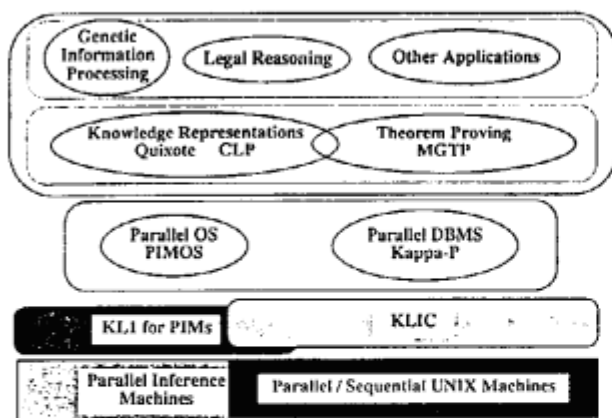 Genetic
Information
Processing
Legal Reasoning
Other Applications
Knowledge Representations
Quixote CLP
Theorem Proving
MGTP
Parallel OS
PIMOS
Parallel DBMS
Kappa-P
KL1 for PIMs
KLIC
Parallel Inference
Machines
Parallel / Sequential UNIX Machines